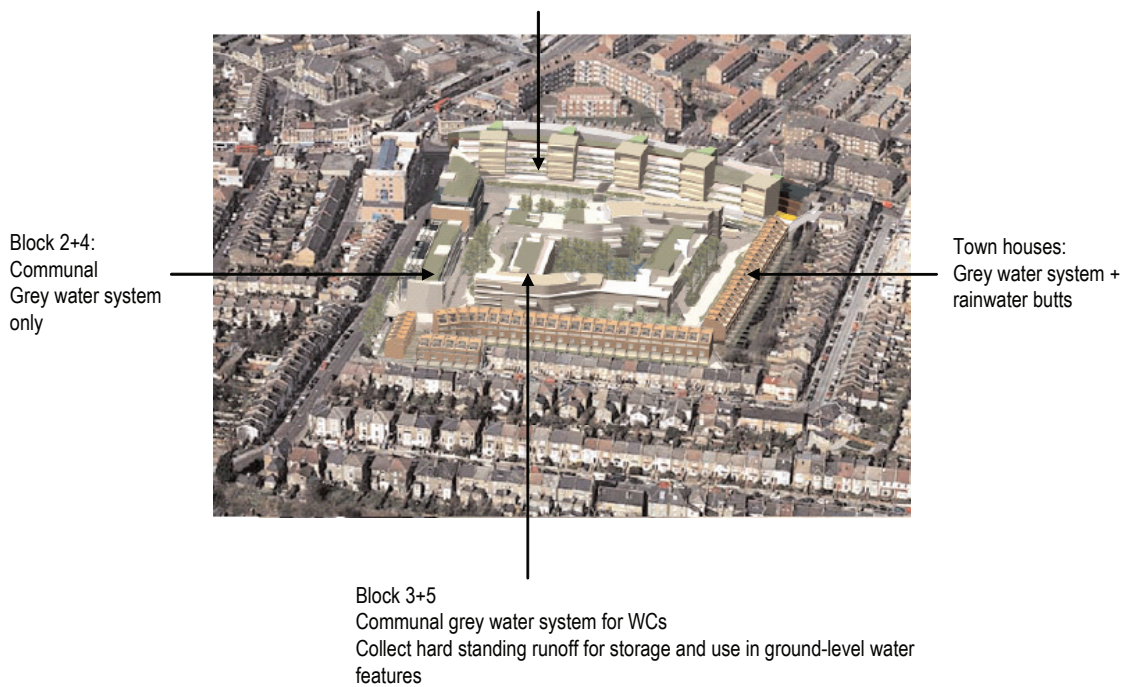 Block 2+4:
Communal
Grey water system
only
Town houses:
Grey water system +
rainwater butts
Block 3+5
Communal grey water system for WCs
Collect hard standing runoff for storage and use in ground-level water
features